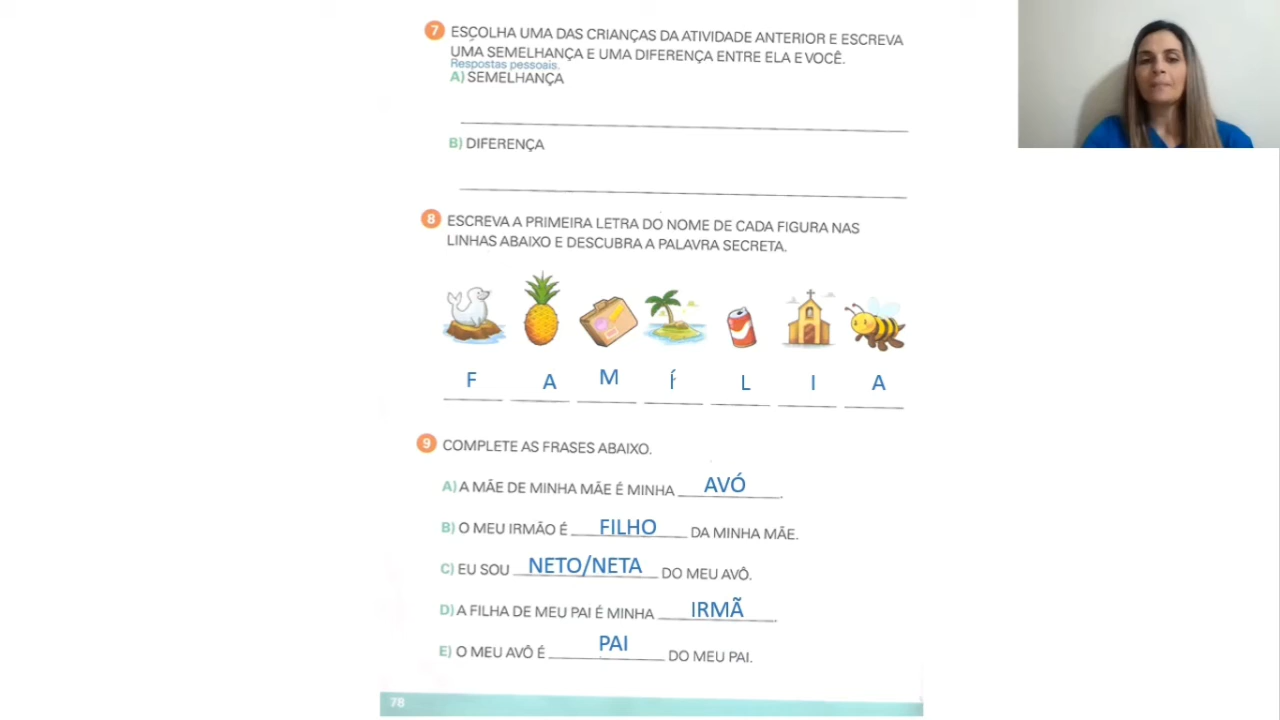 7 ESCOLHA UMA DAS CRIANÇAS DA ATIVIDADE ANTERIOR E ESCREVA
UMA SEMELHANÇA E UMA DIFERENÇA ENTRE ELA E VOCÊ.
Respostas pessoais.
A) SEMELHANÇA
B) DIFERENÇA
8 ESCREVA A PRIMEIRA LETRA DO NOME DE CADA FIGURA NAS
LINHAS ABAIXO E DESCUBRA A PALAVRA SECRETA.
F A M Í L I A
9 COMPLETE AS FRASES ABAIXO.
A) A MÃE DE MINHA MÃE É MINHA AVÓ.
B) O MEU IRMÃO É FILHO DA MINHA MÃE.
C) EU SOU NETO/NETA DO MEU AVÔ.
D) A FILHA DE MEU PAI É MINHA IRMÃ.
E) O MEU AVÔ É PAI DO MEU PAI.
78